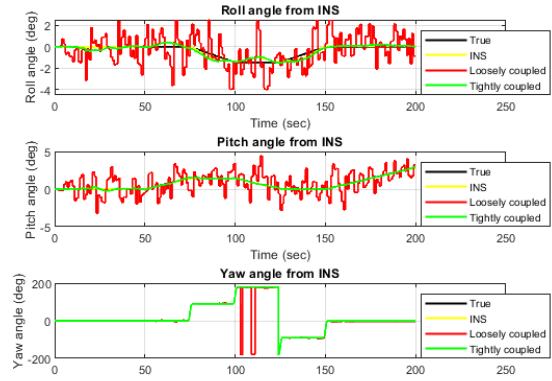 Roll angle from INS
Roll angle (deg)
2
0
-2
-4
0
50
100
150
200
250
Time (sec)
True
INS
Loosely coupled
Tightly coupled
Pitch angle from INS
Pitch angle (deg)
5
0
-5
0
50
100
150
200
250
Time (sec)
True
INS
Loosely coupled
Tightly coupled
Yaw angle from INS
Yaw angle (deg)
200
0
-200
0
50
100
150
200
250
True
INS
Loosely coupled
Tightly coupled